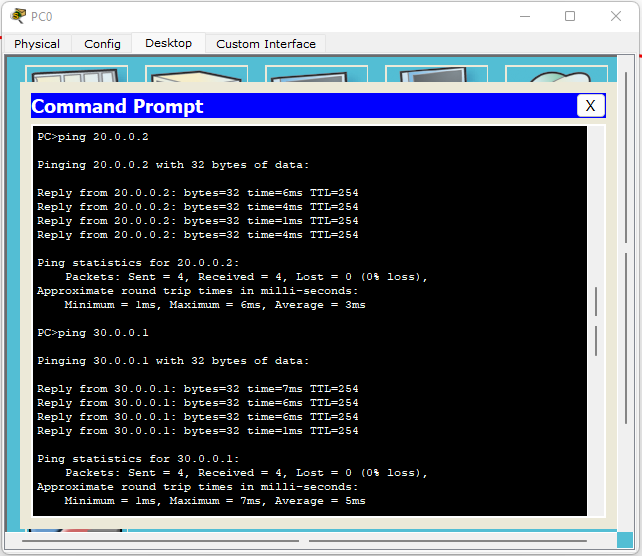 PC0
Physical Config Desktop Custom Interface
Command Prompt X
PC>ping 20.0.0.2
Pinging 20.0.0.2 with 32 bytes of data:
Reply from 20.0.0.2: bytes=32 time=6ms TTL=254
Reply from 20.0.0.2: bytes=32 time=4ms TTL=254
Reply from 20.0.0.2: bytes=32 time=1ms TTL=254
Reply from 20.0.0.2: bytes=32 time=4ms TTL=254
Ping statistics for 20.0.0.2:
    Packets: Sent = 4, Received = 4, Lost = 0 (0% loss),
Approximate round trip times in milli-seconds:
    Minimum = 1ms, Maximum = 6ms, Average = 3ms
PC>ping 30.0.0.1
Pinging 30.0.0.1 with 32 bytes of data:
Reply from 30.0.0.1: bytes=32 time=7ms TTL=254
Reply from 30.0.0.1: bytes=32 time=6ms TTL=254
Reply from 30.0.0.1: bytes=32 time=6ms TTL=254
Reply from 30.0.0.1: bytes=32 time=1ms TTL=254
Ping statistics for 30.0.0.1:
    Packets: Sent = 4, Received = 4, Lost = 0 (0% loss),
Approximate round trip times in milli-seconds:
    Minimum = 1ms, Maximum = 7ms, Average = 5ms